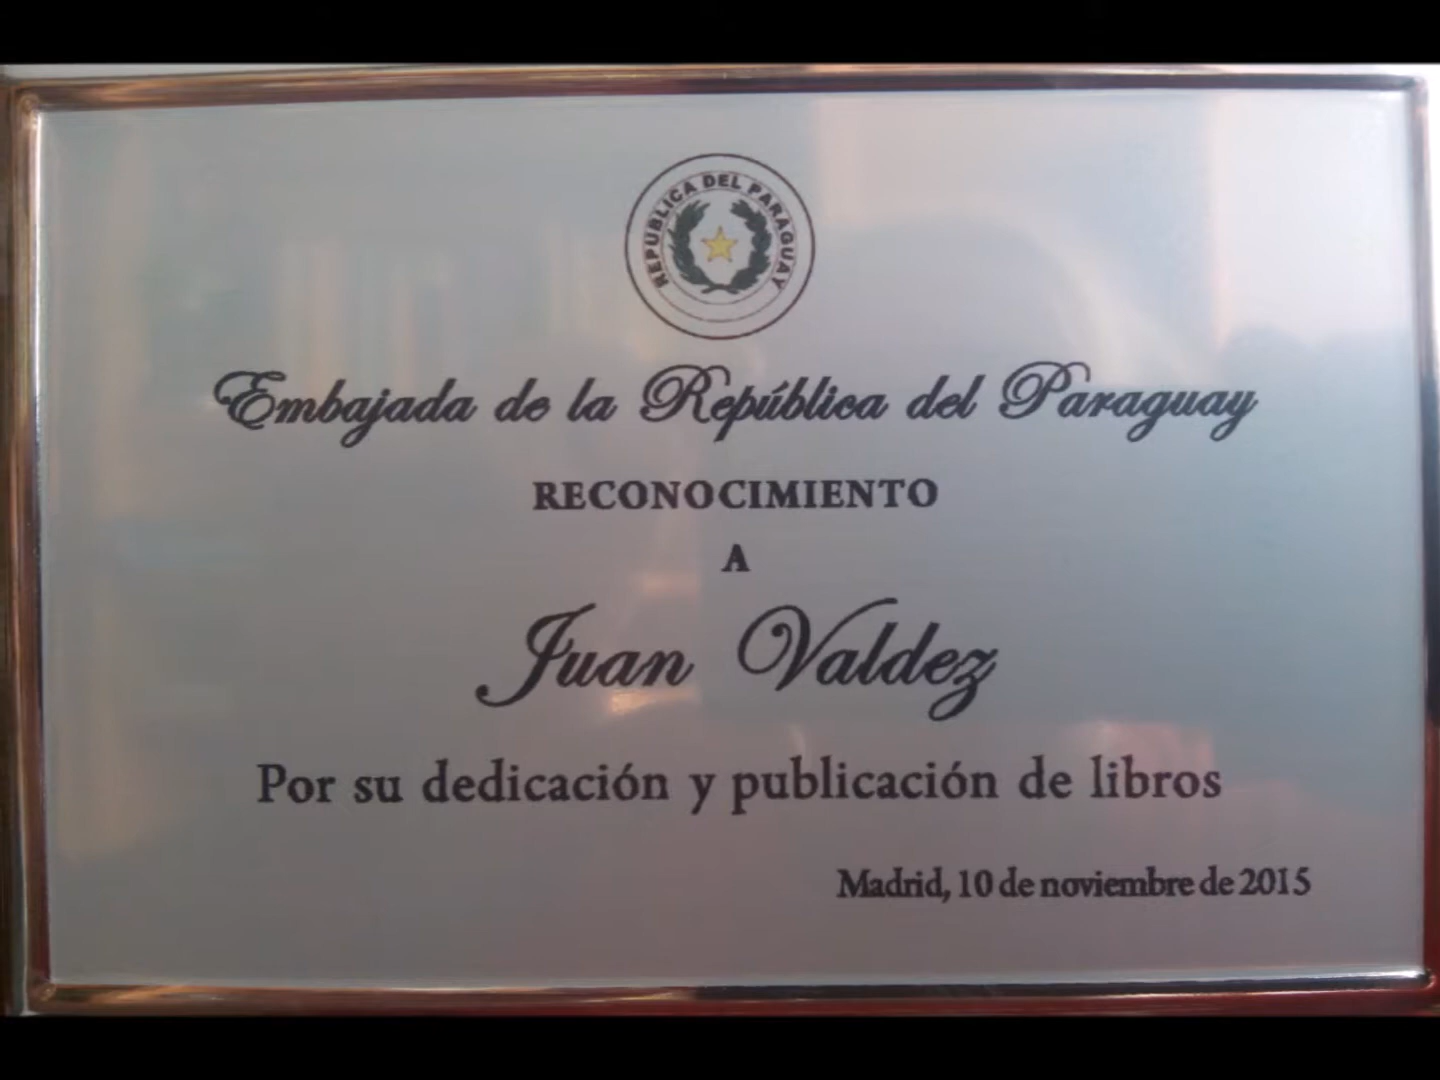 REPUBLICA DEL PARAGUAY
Embajada de la República del Paraguay
RECONOCIMIENTO
A
Juan Valdez
Por su dedicación y publicación de libros
Madrid, 10 de noviembre de 2015